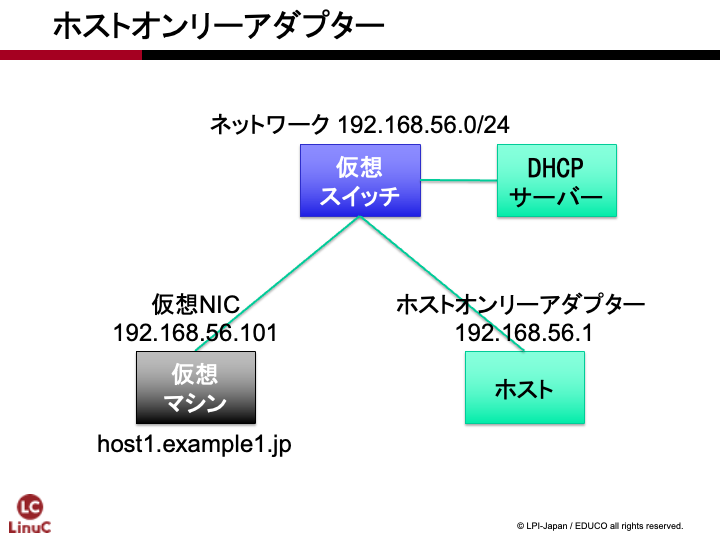 ホストオンリーアダプター
ネットワーク 192.168.56.0/24
仮想
スイッチ
DHCP
サーバー
仮想NIC
192.168.56.101
ホストオンリーアダプター
192.168.56.1
仮想
マシン
ホスト
host1.example1.jp
LC
LinuC
© LPI-Japan / EDUCO all rights reserved.